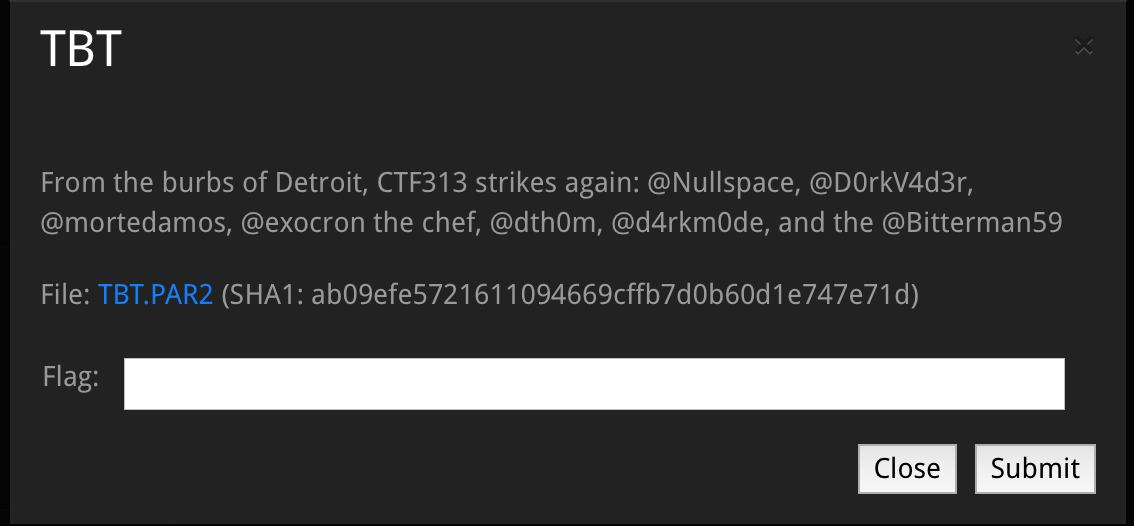 TBT
×
From the burbs of Detroit, CTF313 strikes again: @Nullspace, @D0rkV4d3r,
@mortedamos, @exocron the chef, @dth0m, @d4rkm0de, and the @Bitterman59
File: TBT.PAR2 (SHA1: ab09efe5721611094669cffb7d0b60d1e747e71d)
Flag:
Close Submit